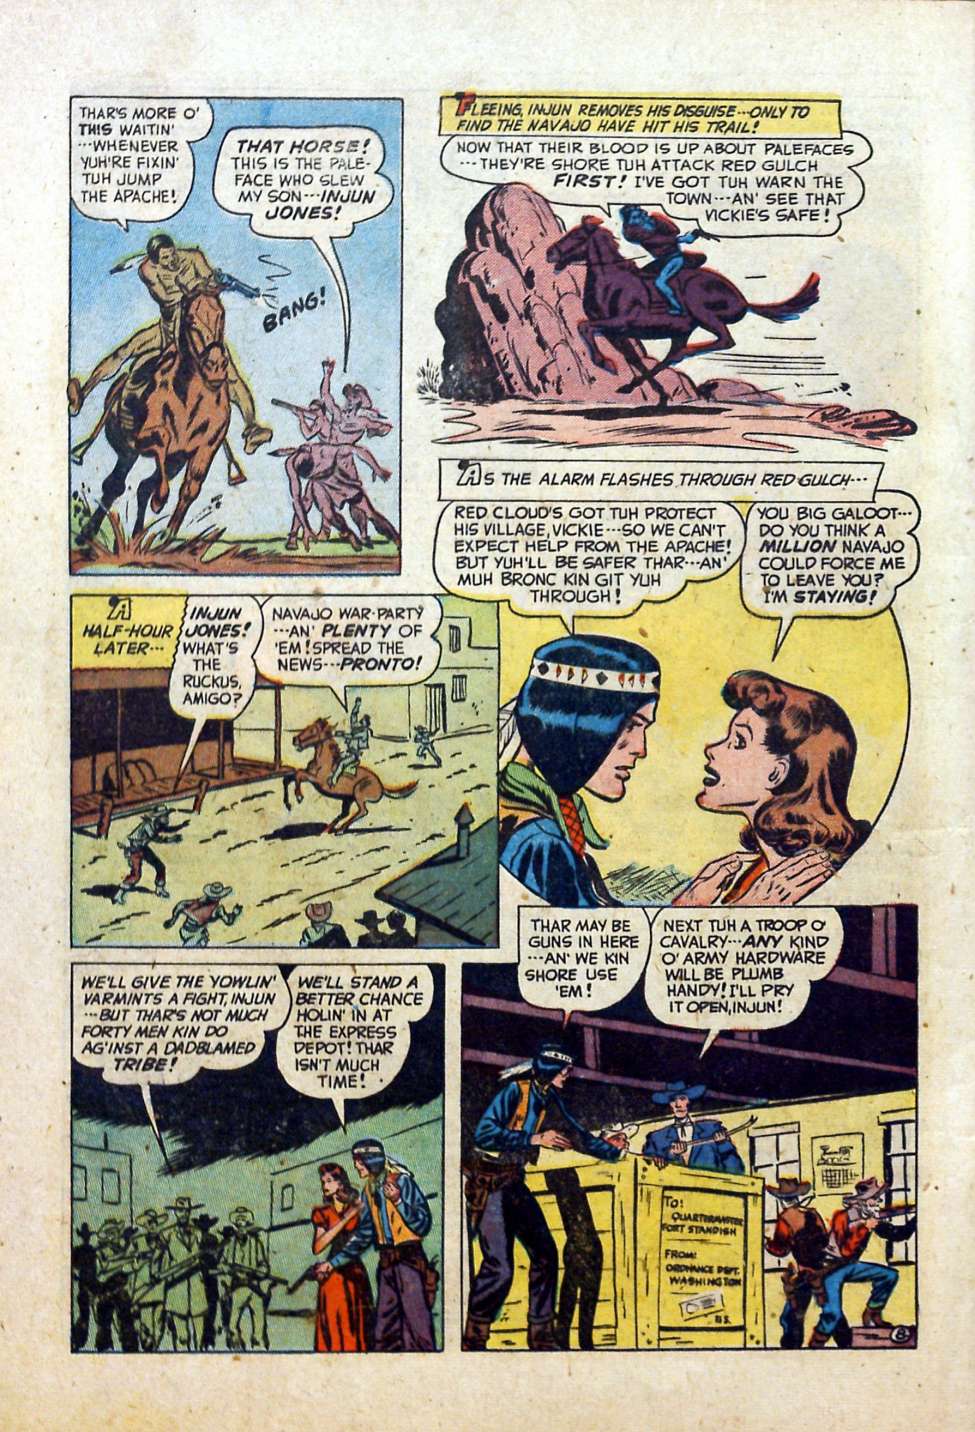 THAR'S MORE O'
THIS WAITIN'
---WHENEVER
YUH'RE FIXIN'
TUH JUMP
THE APACHE!
THAT HORSE!
THIS IS THE PALE-
FACE WHO SLEW
MY SON---INJUN
JONES!
BANG!
FLEEING, INJUN REMOVES HIS DISGUISE---ONLY TO
FIND THE NAVAJO HAVE HIT HIS TRAIL!
NOW THAT THEIR BLOOD IS UP ABOUT PALEFACES
---THEY'RE SHORE TUH ATTACK RED GULCH
FIRST! I'VE GOT TUH WARN THE
TOWN---AN' SEE THAT
VICKIE'S SAFE!
A
HALF-HOUR
LATER---
INJUN
JONES!
WHAT'S
THE
RUCKUS,
AMIGO?
NAVAJO WAR-PARTY
---AN' PLENTY OF
'EM! SPREAD THE
NEWS---PRONTO!
AS THE ALARM FLASHES THROUGH RED GULCH---
RED CLOUD'S GOT TUH PROTECT
HIS VILLAGE, VICKIE---SO WE CAN'T
EXPECT HELP FROM THE APACHE!
BUT YUH'LL BE SAFER THAR---AN'
MUH BRONC KIN GIT YUH
THROUGH!
YOU BIG GALOOT---
DO YOU THINK A
MILLION NAVAJO
COULD FORCE ME
TO LEAVE YOU?
I'M STAYING!
WE'LL GIVE THE YOWLIN'
VARMINTS A FIGHT, INJUN
---BUT THAR'S NOT MUCH
FORTY MEN KIN DO
AG'INST A DADBLAMED
TRIBE!
WE'LL STAND A
BETTER CHANCE
HOLIN' IN AT
THE EXPRESS
DEPOT! THAR
ISN'T MUCH
TIME!
THAR MAY BE
GUNS IN HERE
---AN' WE KIN
SHORE USE
'EM!
NEXT TUH A TROOP O'
CAVALRY---ANY KIND
O' ARMY HARDWARE
WILL BE PLUMB
HANDY! I'LL PRY
IT OPEN, INJUN!
TO:
QUARTERMASTER
FORT STANDISH
FROM:
ORDNANCE DEPT.
WASHINGTON
U.S.
8